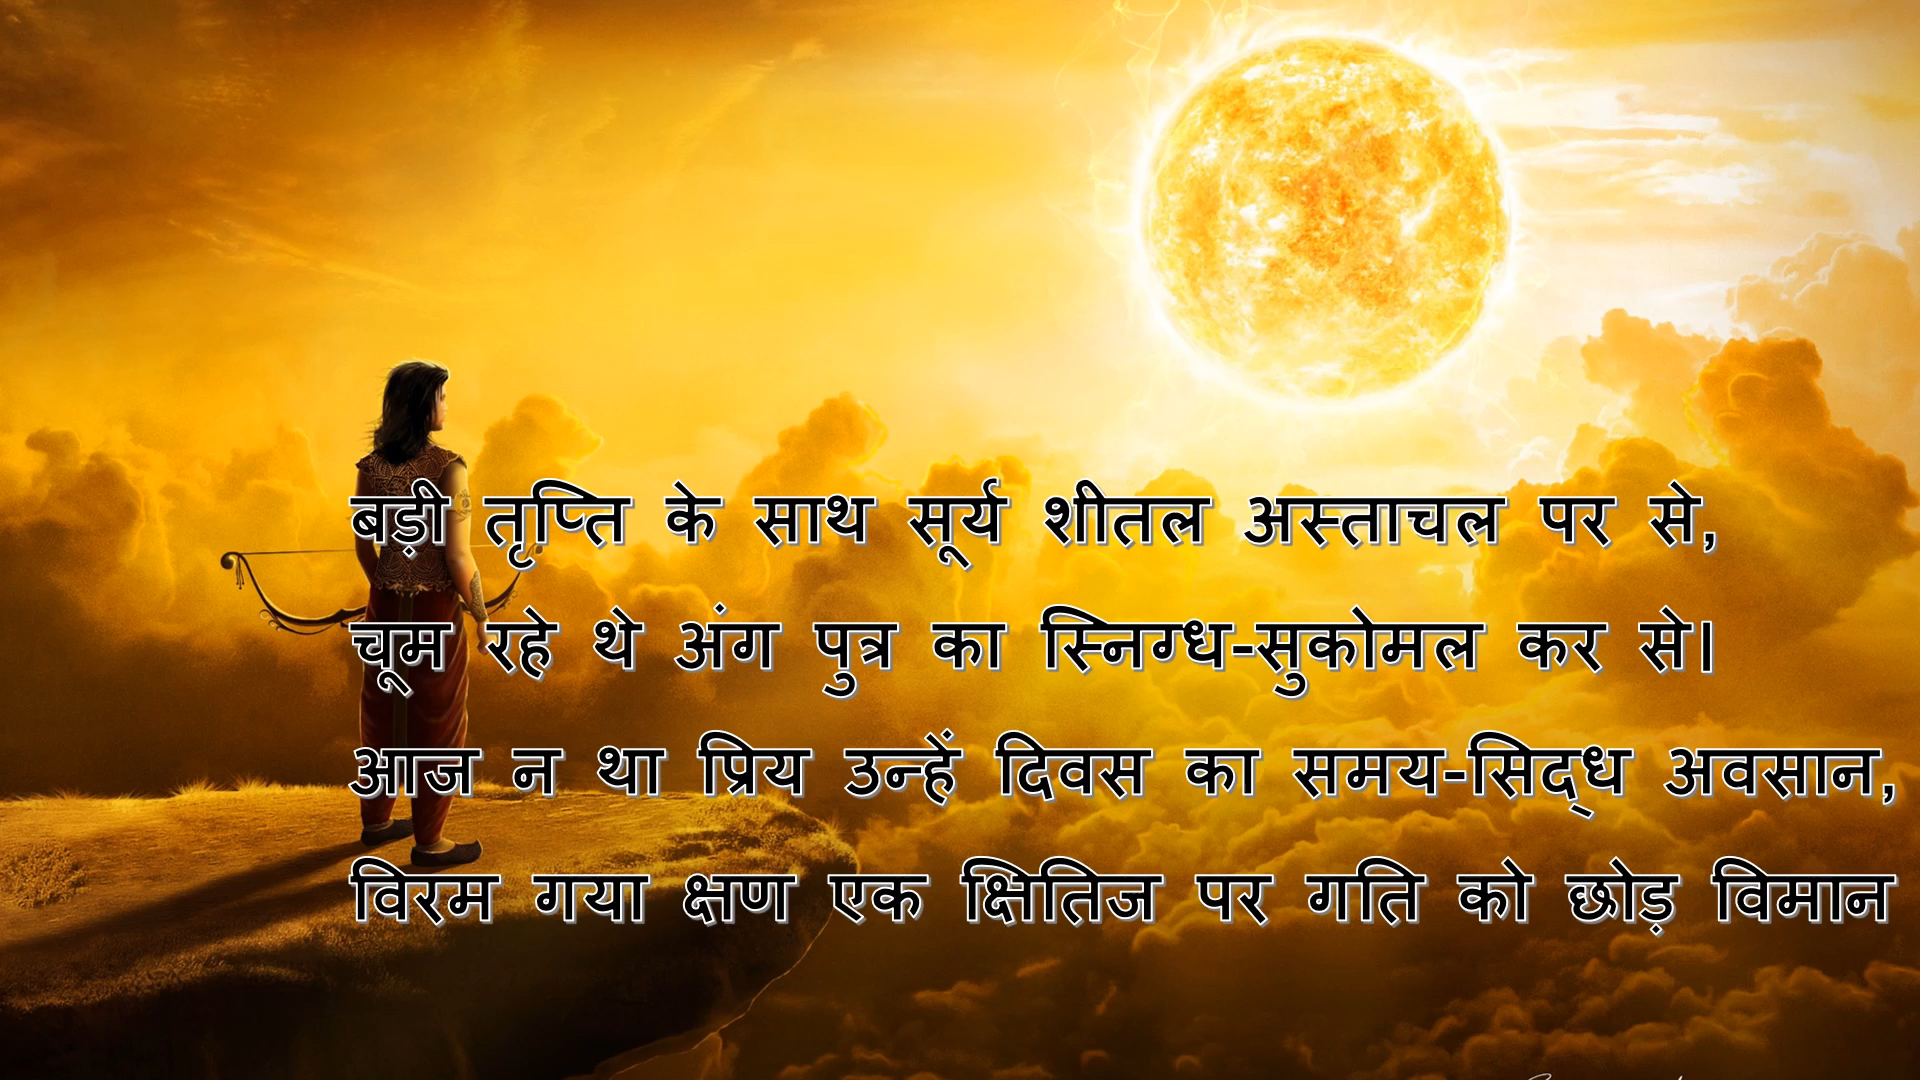 बड़ी तृप्ति के साथ सूर्य शीतल अस्ताचल पर से,
चूम रहे थे अंग पुत्र का स्निग्ध-सुकोमल कर से।
आज न था प्रिय उन्हें दिवस का समय-सिद्ध अवसान,
विरम गया क्षण एक क्षितिज पर गति को छोड़ विमान